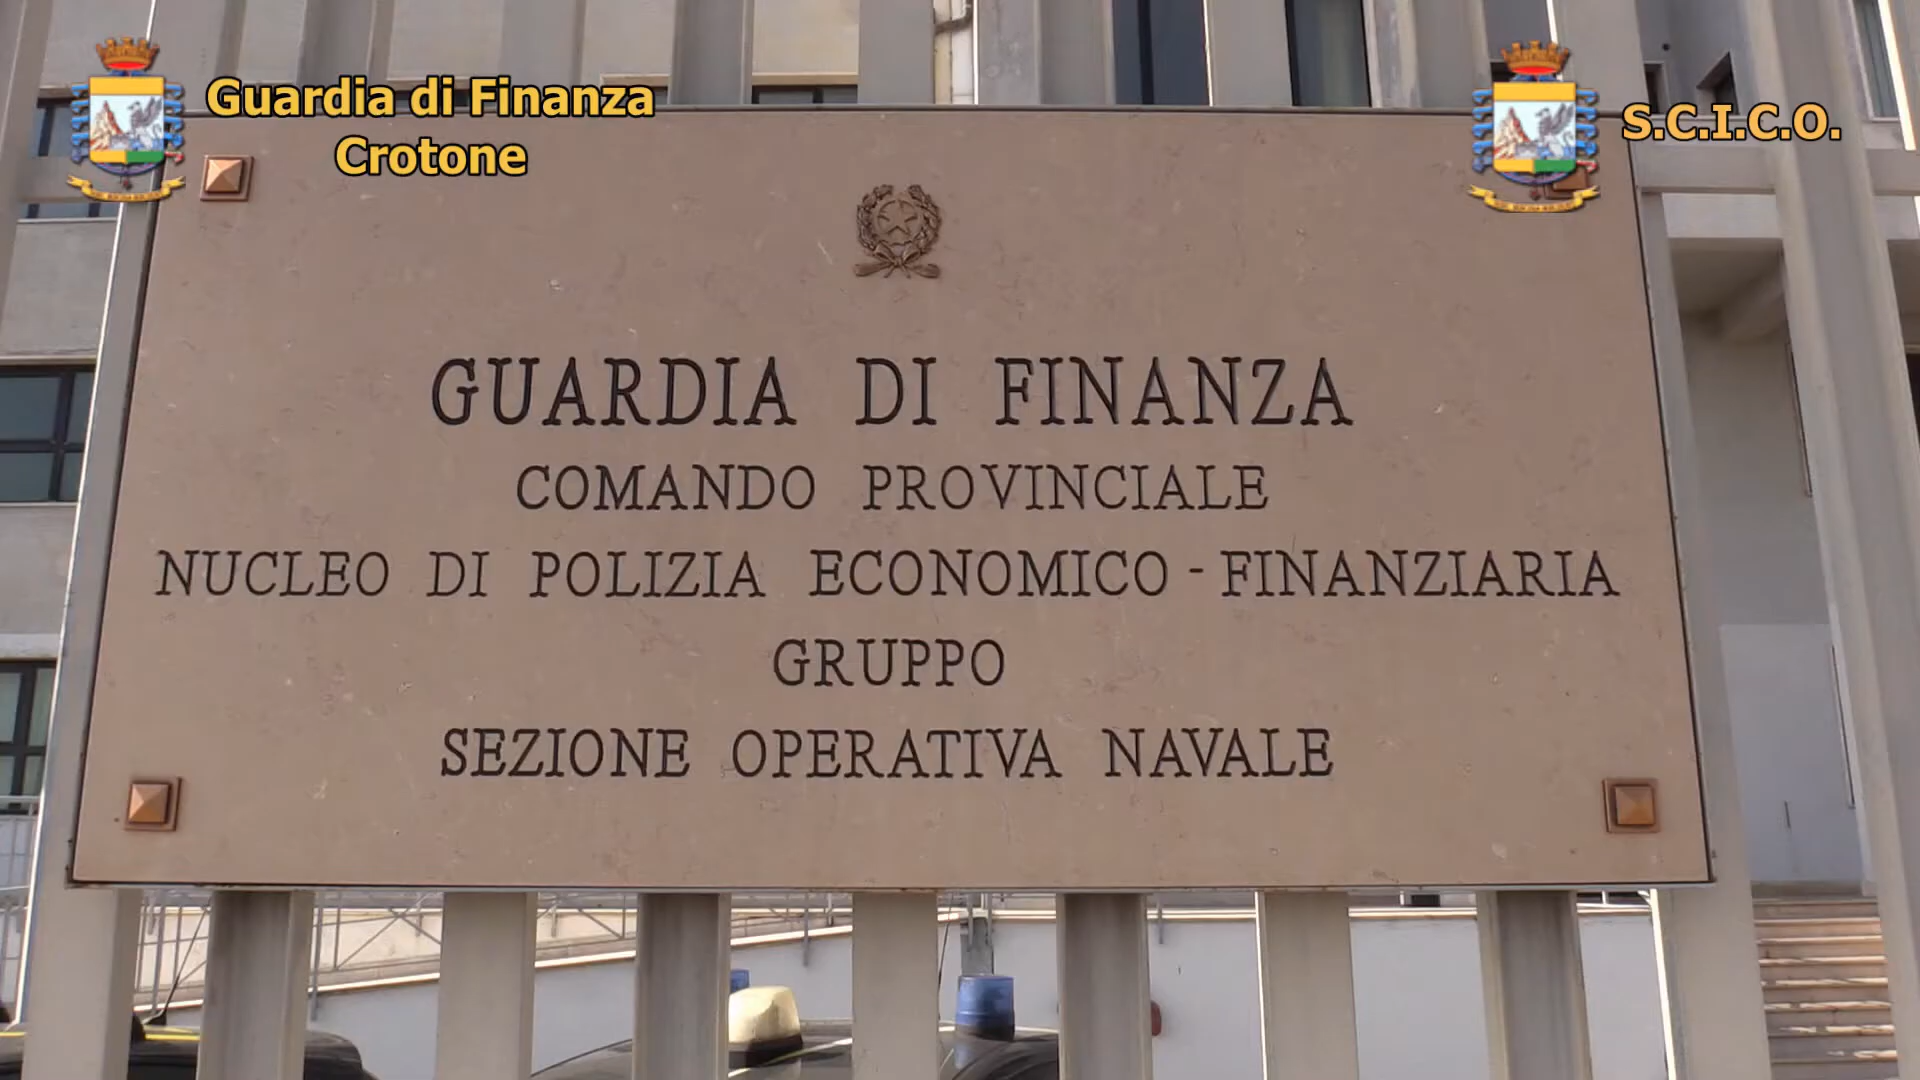 Guardia di Finanza
Crotone
S.C.I.C.O.
GUARDIA DI FINANZA
COMANDO PROVINCIALE
NUCLEO DI POLIZIA ECONOMICO - FINANZIARIA
GRUPPO
SEZIONE OPERATIVA NAVALE